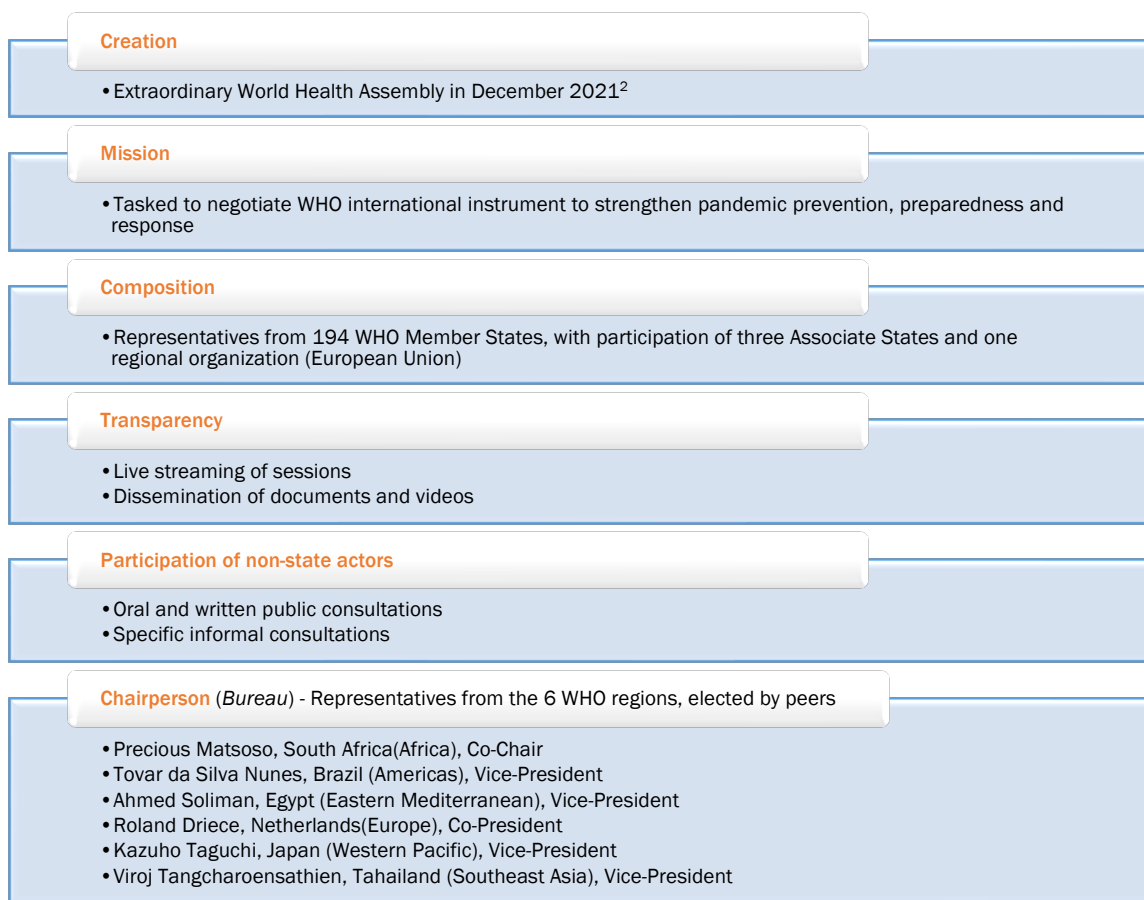 Creation
•Extraordinary World Health Assembly in December 2021²
Mission
•Tasked to negotiate WHO international instrument to strengthen pandemic prevention, preparedness and
response
Composition
•Representatives from 194 WHO Member States, with participation of three Associate States and one
regional organization (European Union)
Transparency
•Live streaming of sessions
•Dissemination of documents and videos
Participation of non-state actors
•Oral and written public consultations
•Specific informal consultations
Chairperson (Bureau) - Representatives from the 6 WHO regions, elected by peers
•Precious Matsoso, South Africa(Africa), Co-Chair
•Tovar da Silva Nunes, Brazil (Americas), Vice-President
•Ahmed Soliman, Egypt (Eastern Mediterranean), Vice-President
•Roland Driece, Netherlands(Europe), Co-President
•Kazuho Taguchi, Japan (Western Pacific), Vice-President
•Viroj Tangcharoensathien, Tahailand (Southeast Asia), Vice-President